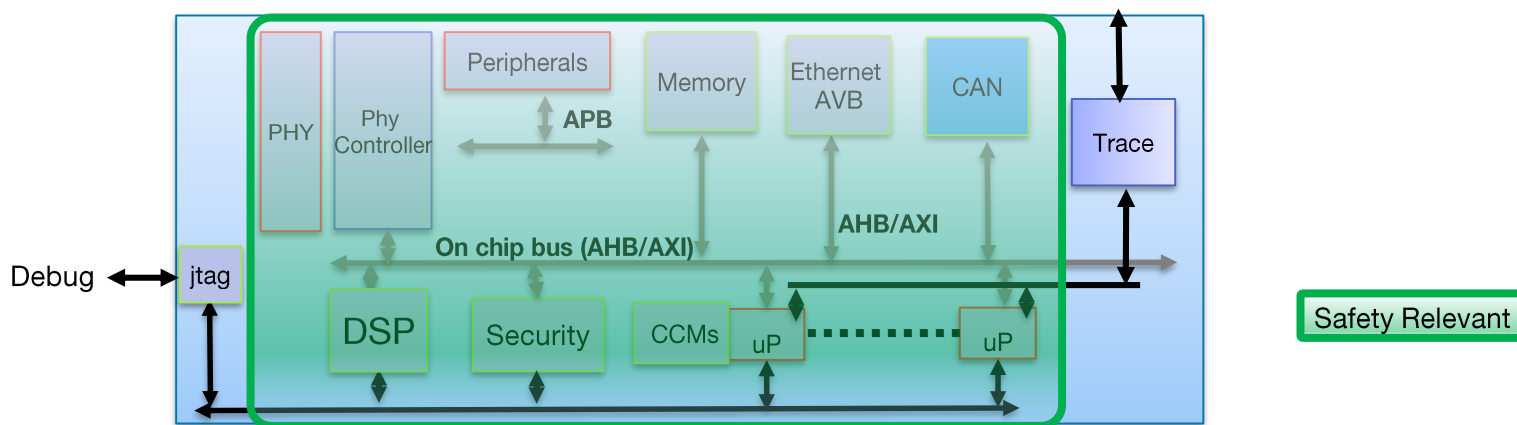 Peripherals
APB
PHY
Phy
Controller
Memory
Ethernet
AVB
CAN
Trace
AHB/AXI
On chip bus (AHB/AXI)
Debug
jtag
DSP
Security
CCMs
uP
uP
Safety Relevant